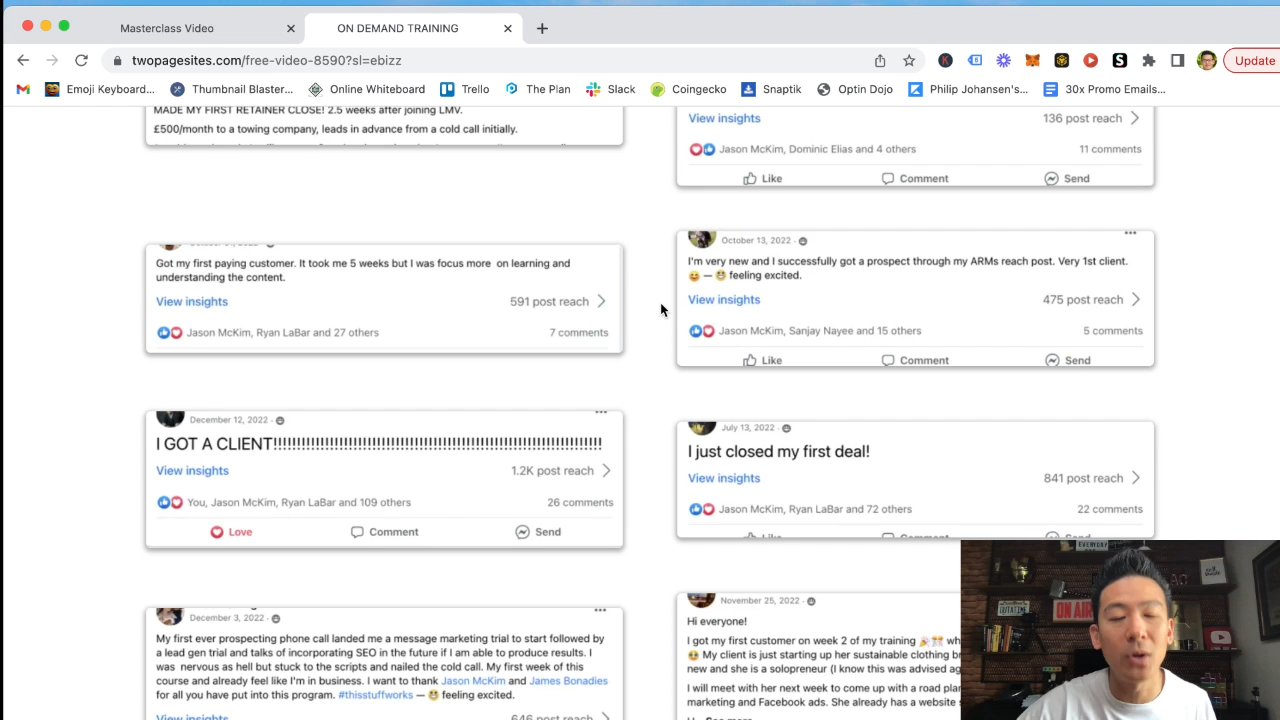 Masterclass Video
ON DEMAND TRAINING
twopagesites.com/free-video-8590?sl=ebizz
Update
Emoji Keyboard...
Thumbnail Blaster...
Online Whiteboard
Trello
The Plan
Slack
Coingecko
Snaptik
Optin Dojo
Philip Johansen's...
30x Promo Emails...
MADE MY FIRST RETAINER CLOSE! 2.5 weeks after joining LMV.
£500/month to a towing company, leads in advance from a cold call initially.
View insights
136 post reach
Jason McKim, Dominic Elias and 4 others
11 comments
Like
Comment
Send
Got my first paying customer. It took me 5 weeks but I was focus more on learning and
understanding the content.
View insights
591 post reach
Jason McKim, Ryan LaBar and 27 others
7 comments
October 13, 2022 ·
I'm very new and I successfully got a prospect through my ARMs reach post. Very 1st client.
😄 — 😁 feeling excited.
View insights
475 post reach
Jason McKim, Sanjay Nayee and 15 others
5 comments
Like
Comment
Send
December 12, 2022 ·
I GOT A CLIENT!!!!!!!!!!!!!!!!!!!!!!!!!!!!!!!!!!!!!!!!!!!!!!!!!!!!!!!!!!!!!!!!
View insights
1.2K post reach
You, Jason McKim, Ryan LaBar and 109 others
26 comments
Love
Comment
Send
July 13, 2022 ·
I just closed my first deal!
View insights
841 post reach
Jason McKim, Ryan LaBar and 72 others
22 comments
December 3, 2022 ·
My first ever prospecting phone call landed me a message marketing trial to start followed by
a lead gen trial and talks of incorporating SEO in the future if I am able to produce results. I
was nervous as hell but stuck to the scripts and nailed the cold call. My first week of this
course and already feel like I'm in business. I want to thank Jason McKim and James Bonadies
for all you have put into this program. #thisstuffworks — 😁 feeling excited.
View insights
646 post reach
November 25, 2022 ·
Hi everyone!
I got my first customer on week 2 of my training 🎉🎊 wh
My client is just starting up her sustainable clothing br
new and she is a solopreneur (I know this was advised ag
I will meet with her next week to come up with a road plan
marketing and Facebook ads. She already has a website
EVERYDAY
OUTATIME
ON AIR